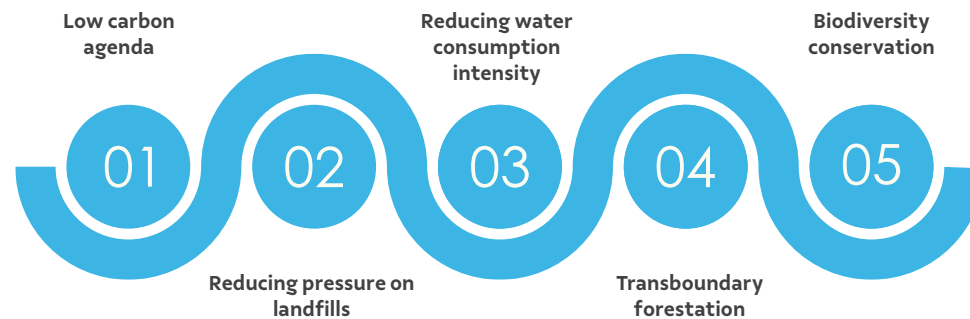 Low carbon
agenda
01
Reducing pressure on
landfills
02
Reducing water
consumption
intensity
03
Transboundary
forestation
04
Biodiversity
conservation
05